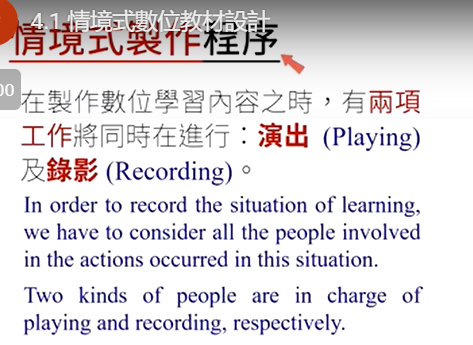 4.1 情境式數位教材設計
情境式製作程序
00
在製作數位學習內容之時，有兩項
工作將同時在進行：演出 (Playing)
及錄影 (Recording)。
In order to record the situation of learning,
we have to consider all the people involved
in the actions occurred in this situation.
Two kinds of people are in charge of
playing and recording, respectively.